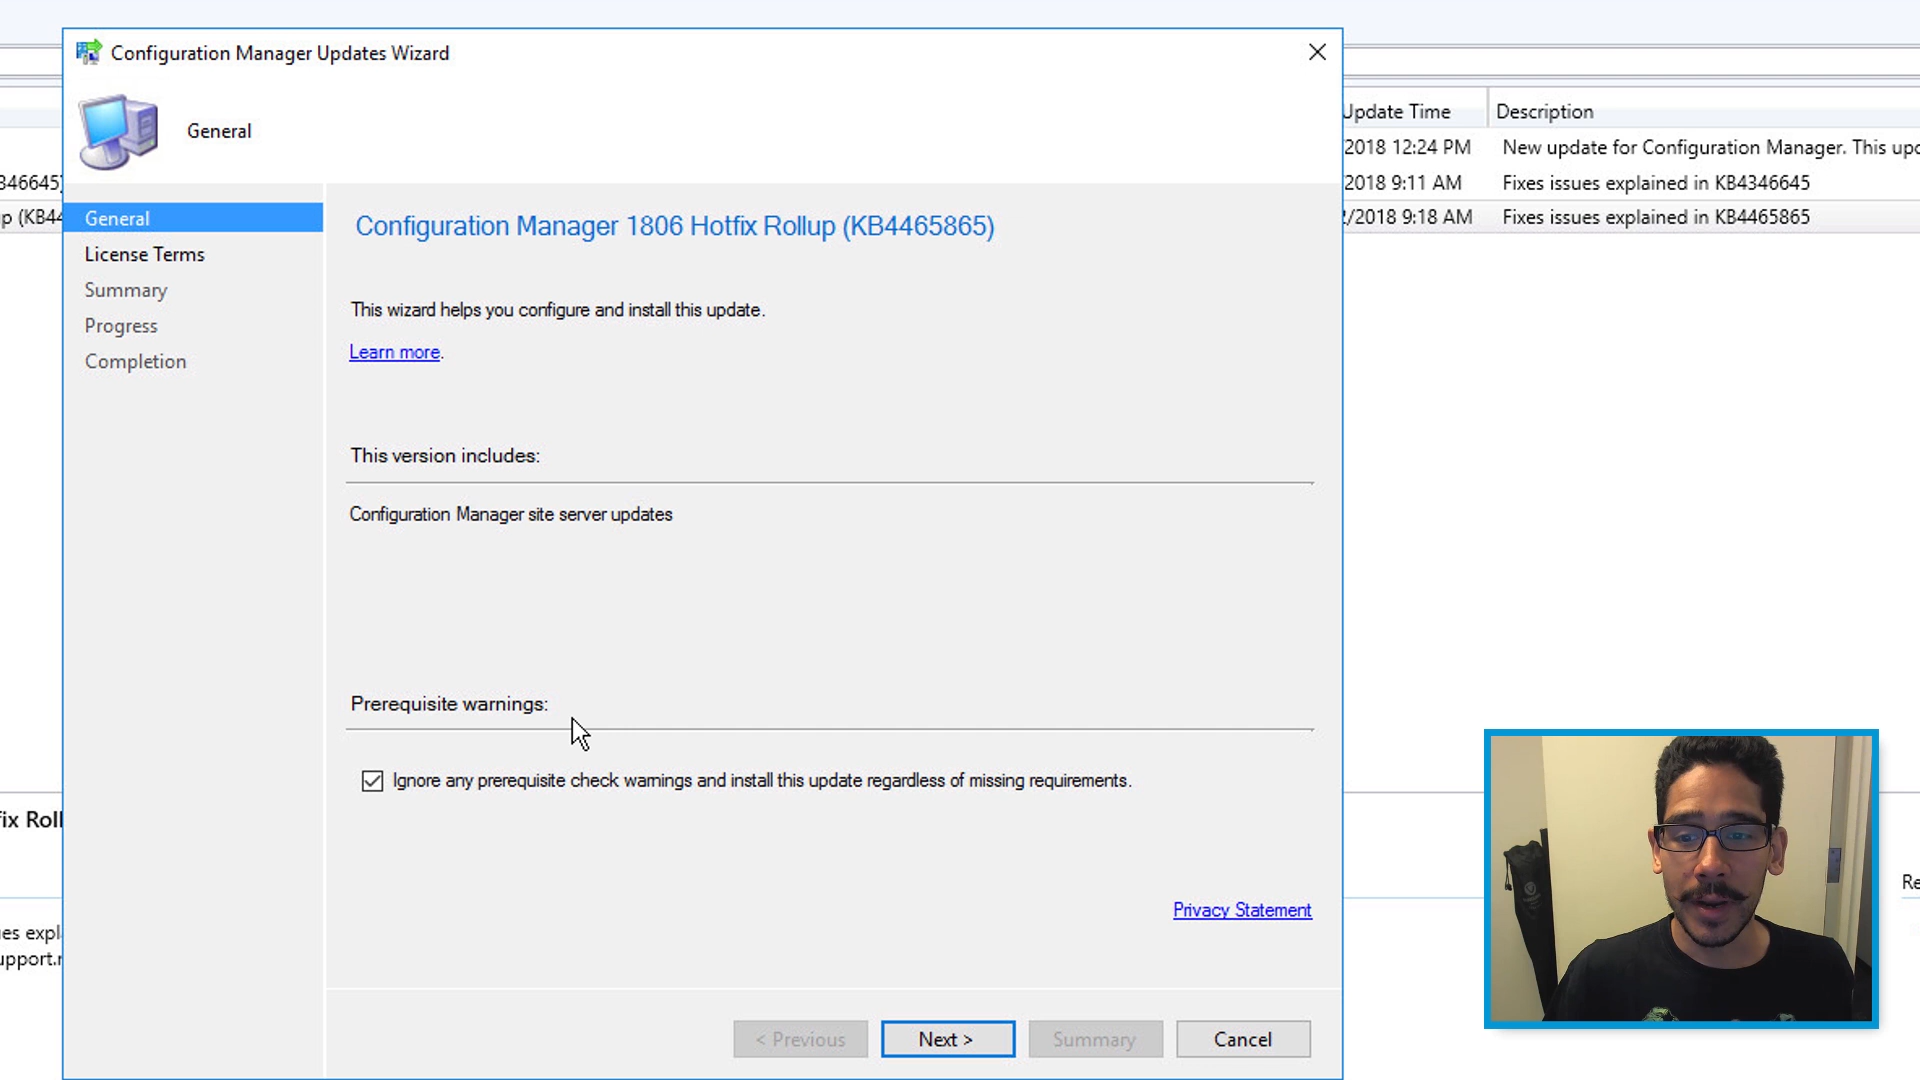 Configuration Manager Updates Wizard
General
Update Time
Description
2018 12:24 PM
New update for Configuration Manager. This
346645)
2018 9:11 AM
Fixes issues explained in KB4346645
p (KB44
/2018 9:18 AM
Fixes issues explained in KB4465865
General
License Terms
Summary
Progress
Completion
Configuration Manager 1806 Hotfix Rollup (KB4465865)
This wizard helps you configure and install this update.
Learn more.
This version includes:
Configuration Manager site server updates
Prerequisite warnings:
Ignore any prerequisite check warnings and install this update regardless of missing requirements.
Privacy Statement
fix Roll
es expl
upport.
Re
< Previous
Next >
Summary
Cancel